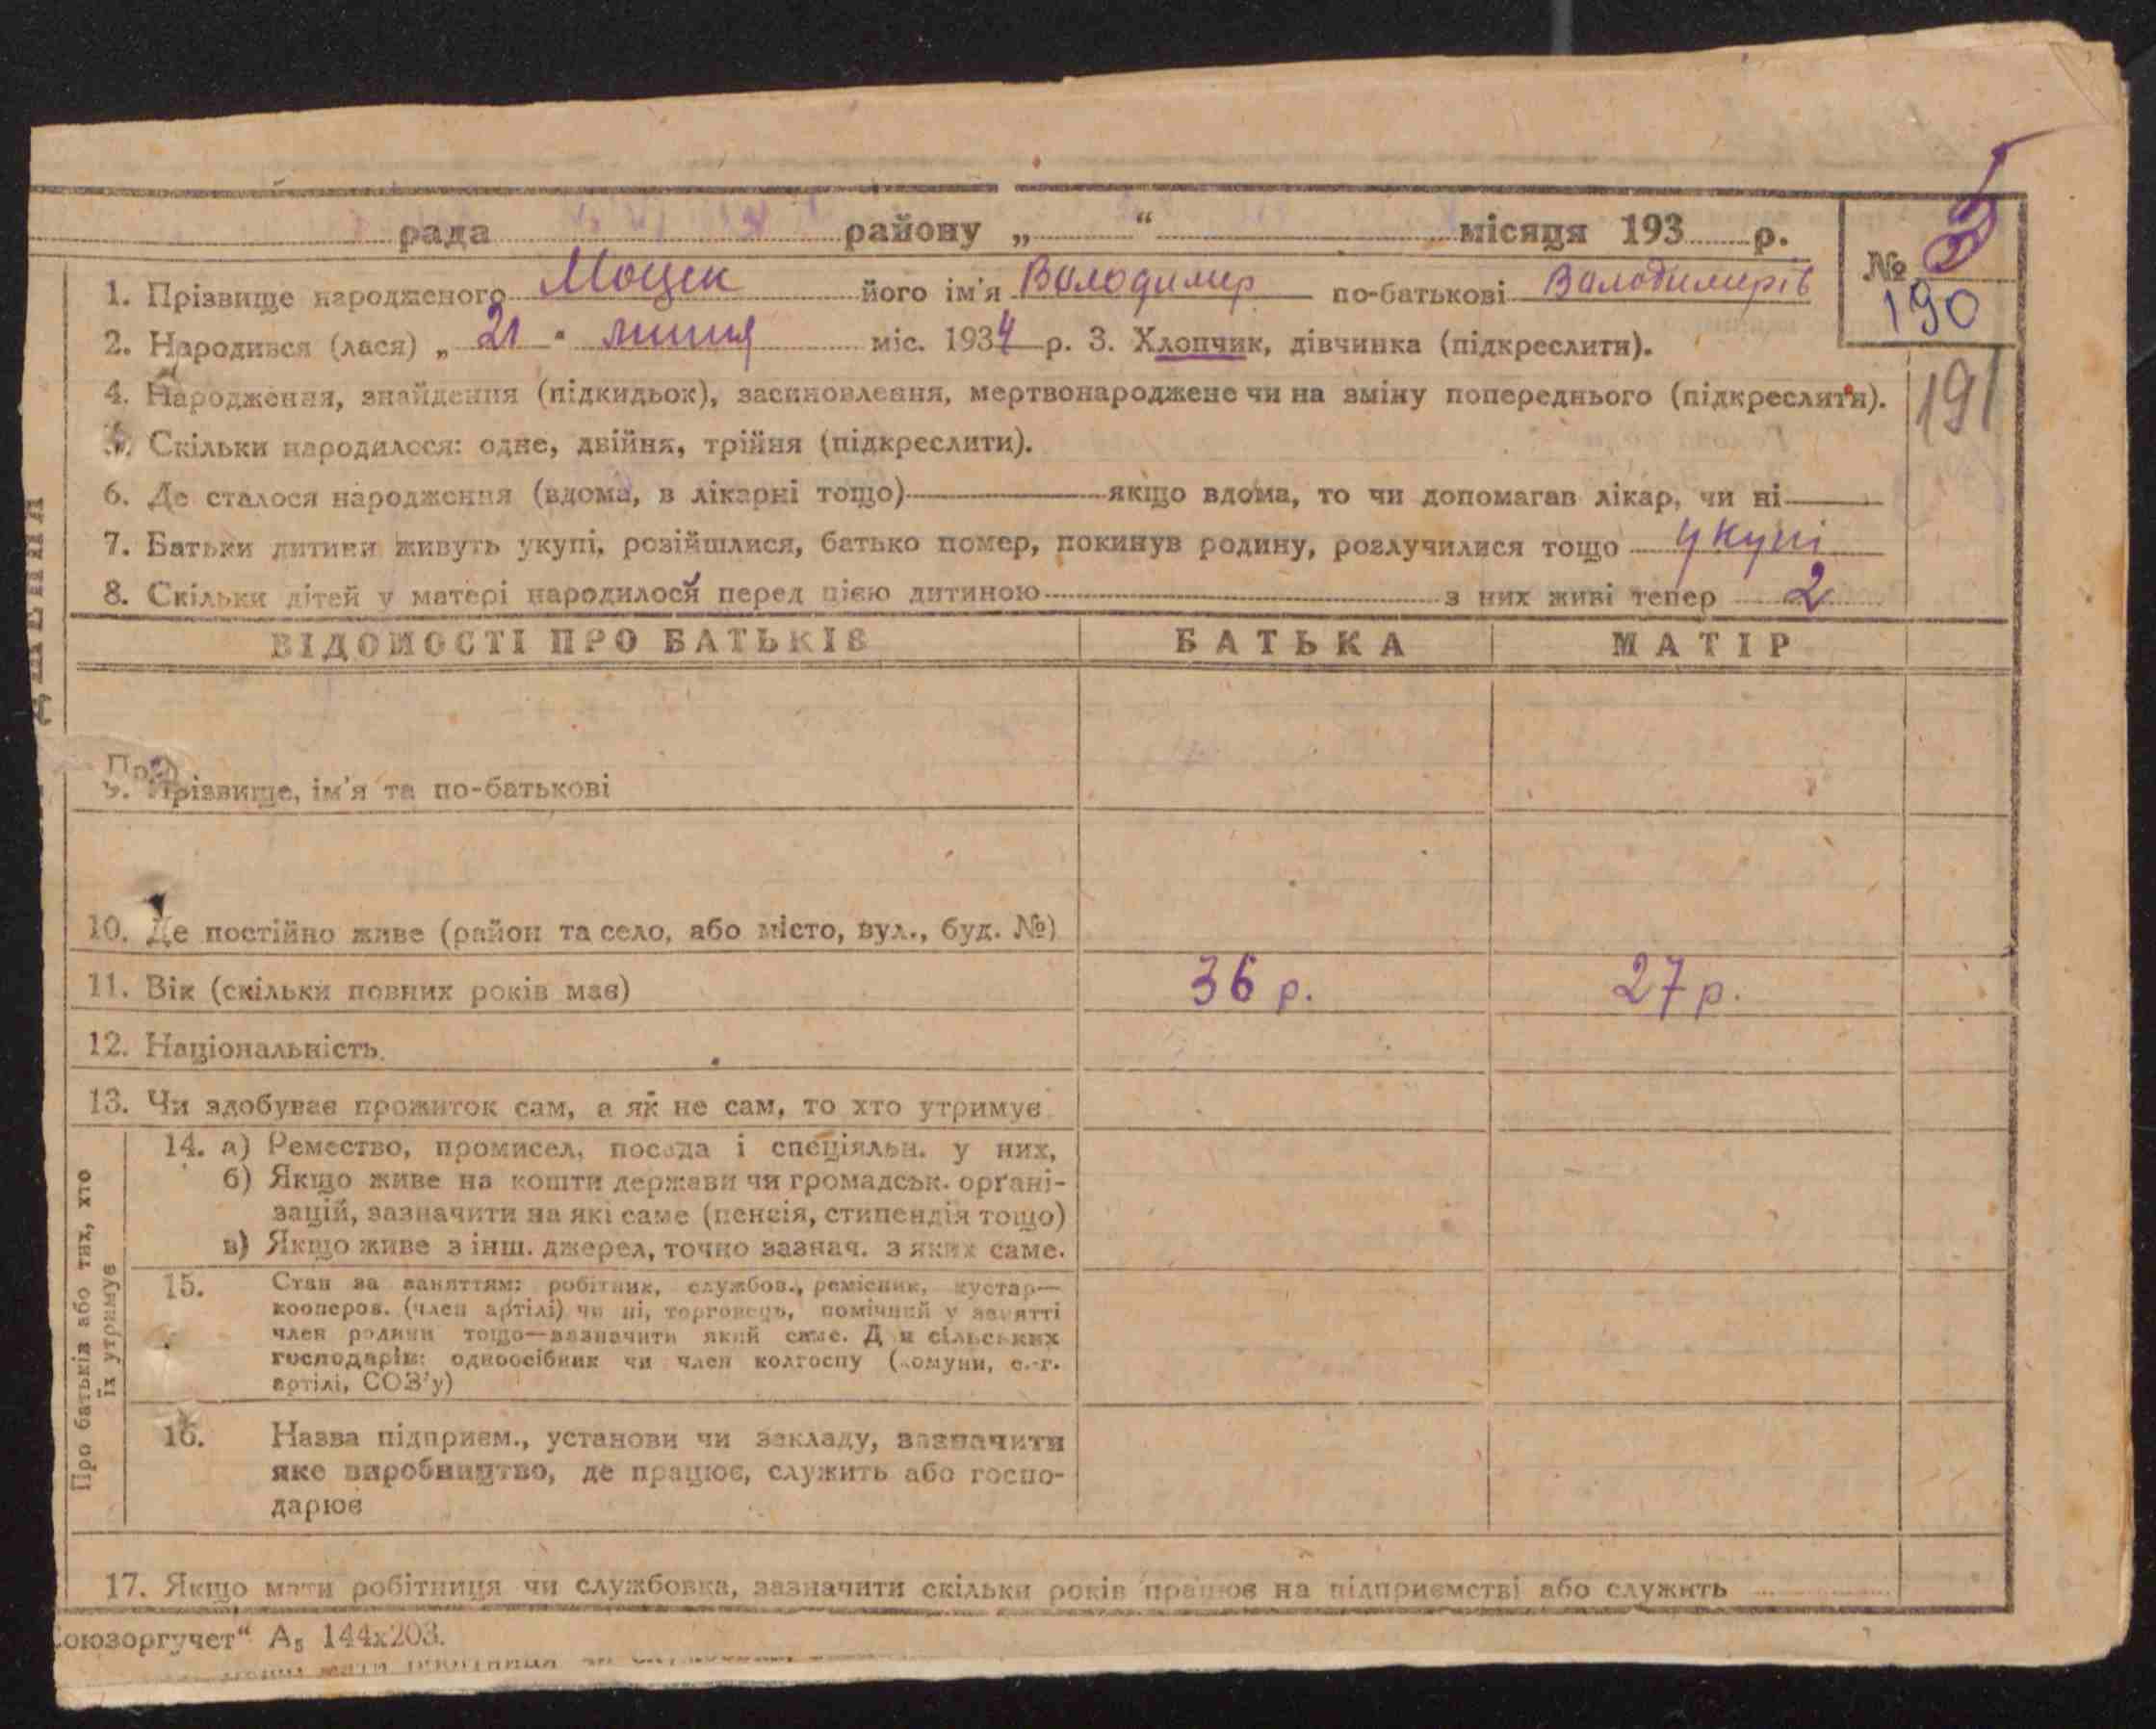 рада району „ “ місяця 193 р.
№
190
191
1. Прізвище народженого Моцек його ім'я Володимир по-батькові Володимирів
2. Народився (лася) „ 21 " липня міс. 1934 р. 3. Хлопчик, дівчинка (підкреслити).
4. Народження, знайдення (підкидьок), засиновлення, мертвонароджене чи на зміну попереднього (підкреслити).
5. Скільки народилося: одне, двійня, трійня (підкреслити).
6. Де сталося народження (вдома, в лікарні тощо) якщо вдома, то чи допомагав лікар, чи ні
7. Батьки дитини живуть укупі, розійшлися, батько помер, покинув родину, розлучилися тощо укупі
8. Скільки дітей у матері народилося перед цією дитиною з них живі тепер 2
ВІДОМОСТІ ПРО БАТЬКІВ БАТЬКА МАТІР
9. Прізвище, ім'я та по-батькові
10. Де постійно живе (район та село, або місто, вул., буд. №)
11. Вік (скільки повних років має) 36 р. 27 р.
12. Національність
13. Чи здобуває прожиток сам, а як не сам, то хто утримує
Про батьків або тих, хто
їх утримує
14. а) Ремество, промисел, посада і спеціяльн. у них,
б) Якщо живе на кошти держави чи громадськ. органі-
зацій, зазначити на які саме (пенсія, стипендія тощо)
в) Якщо живе з інш. джерел, точно зазнач. з яких саме.
15. Стан за заняттям: робітник, службов., ремісник, кустар—
коопеpов. (член артілі) чи ні, торговець, помічний у занятті
член родини тощо—зазначити який саме. Для сільських
господарів: одноосібник чи член колгоспу (комуни, с.-г.
артілі, СОЗ'у)
16. Назва підприєм., установи чи закладу, зазначити
яке виробництво, де працює, служить або госпо-
дарює
17. Якщо мати робітниця чи службовка, зазначити скільки років працює на підприємстві або служить
Союзоргучет“ А₅ 144х203.